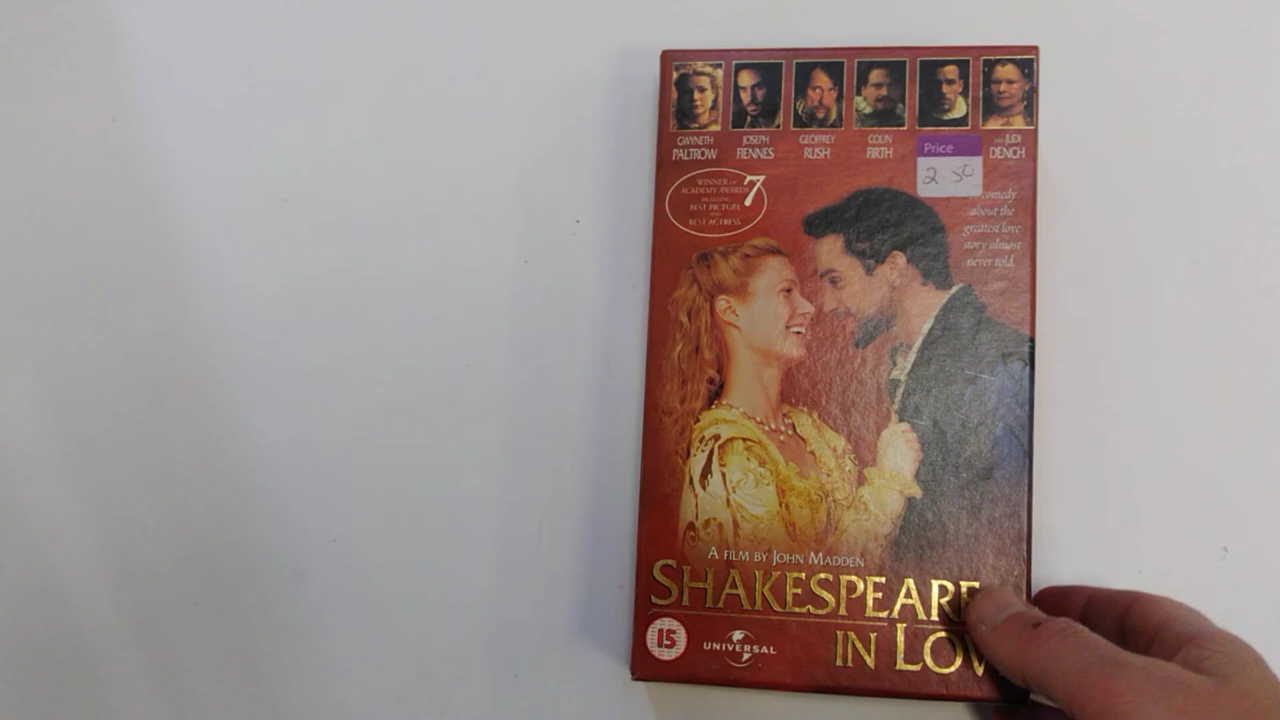 GWYNETH
PALTROW
JOSEPH
FIENNES
GEOFFREY
RUSH
COLIN
FIRTH
JUDI
DENCH
Price
2.50
WINNER OF
ACADEMY AWARDS 7
INCLUDING
BEST PICTURE
AND
BEST ACTRESS
comedy
about the
greatest love
story almost
never told.
A FILM BY JOHN MADDEN
SHAKESPEARE
IN LOV
15
UNIVERSAL